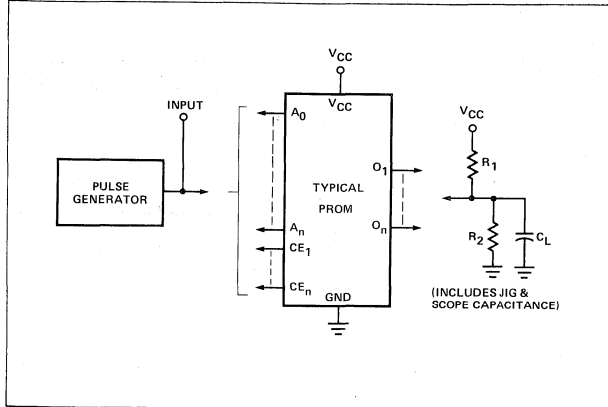 VCC
VCC
INPUT
A0
VCC
PULSE
GENERATOR
TYPICAL
PROM
O1
R1
An
On
R2
CL
CE1
CEn
GND
(INCLUDES JIG &
SCOPE CAPACITANCE)